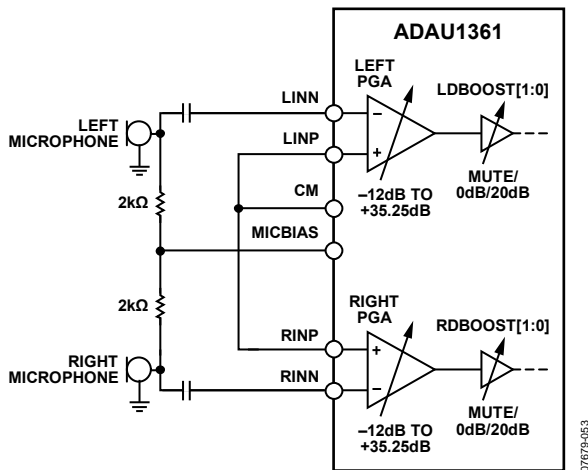 ADAU1361
LEFT
PGA
LDBOOST[1:0]
LINN
LEFT
MICROPHONE
LINP
CM
–12dB TO
+35.25dB
MUTE/
0dB/20dB
2kΩ
MICBIAS
2kΩ
RIGHT
PGA
RDBOOST[1:0]
RINP
RIGHT
MICROPHONE
RINN
–12dB TO
+35.25dB
MUTE/
0dB/20dB
07679-053